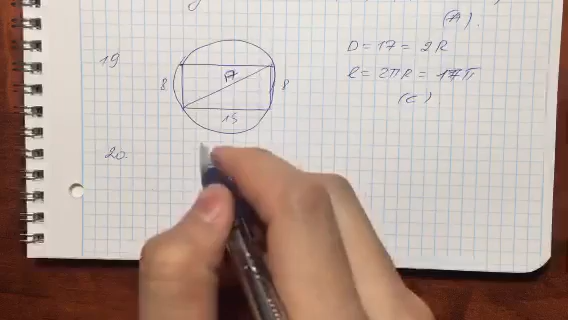 (A).
19
17
8
8
15
D = 17 = 2R
l = 2πR = 17π
(C)
20.